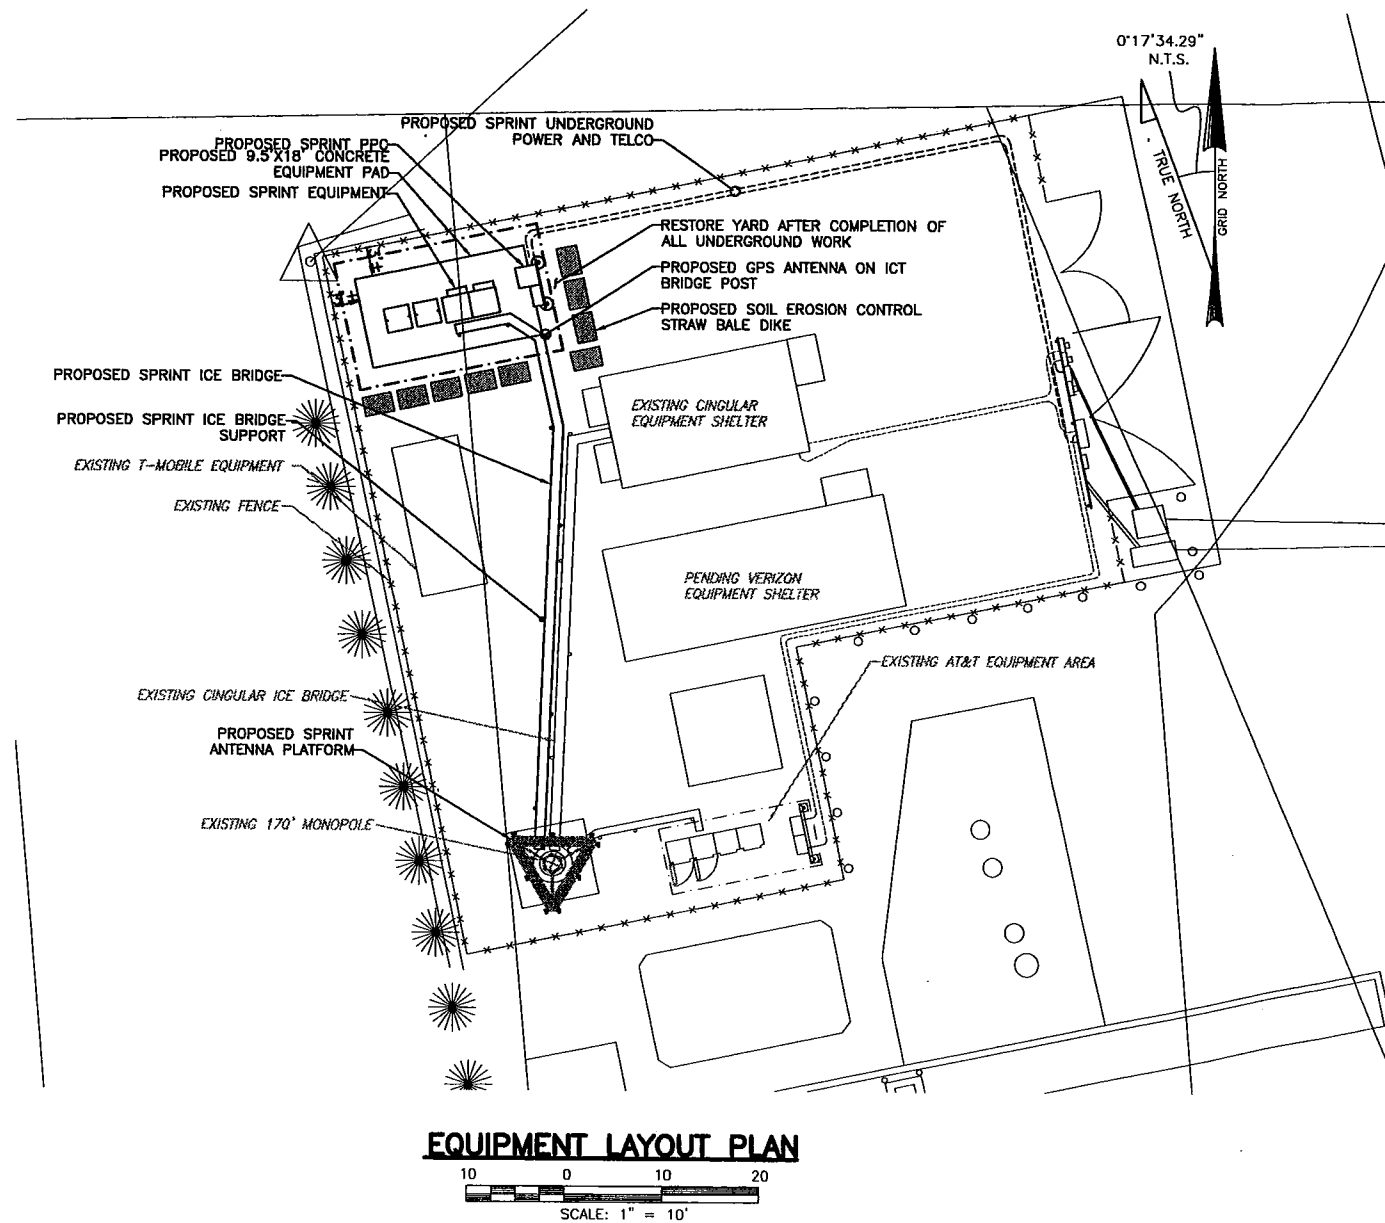 0°17'34.29"
N.T.S.
TRUE NORTH
GRID NORTH
PROPOSED SPRINT UNDERGROUND
POWER AND TELCO
PROPOSED SPRINT PPC
PROPOSED 9.5'X18' CONCRETE
EQUIPMENT PAD
PROPOSED SPRINT EQUIPMENT
RESTORE YARD AFTER COMPLETION OF
ALL UNDERGROUND WORK
PROPOSED GPS ANTENNA ON ICT
BRIDGE POST
PROPOSED SOIL EROSION CONTROL
STRAW BALE DIKE
PROPOSED SPRINT ICE BRIDGE
EXISTING CINGULAR
EQUIPMENT SHELTER
PROPOSED SPRINT ICE BRIDGE
SUPPORT
EXISTING T-MOBILE EQUIPMENT
EXISTING FENCE
PENDING VERIZON
EQUIPMENT SHELTER
EXISTING AT&T EQUIPMENT AREA
EXISTING CINGULAR ICE BRIDGE
PROPOSED SPRINT
ANTENNA PLATFORM
EXISTING 170' MONOPOLE
EQUIPMENT LAYOUT PLAN
10 0 10 20
SCALE: 1" = 10'